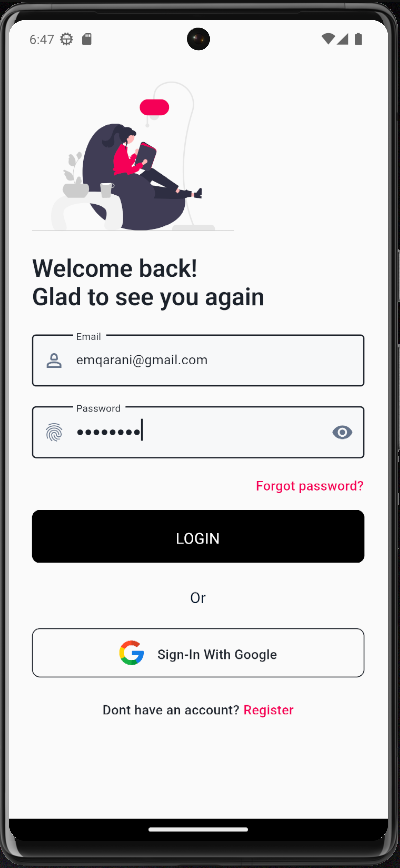 6:47
Welcome back!
Glad to see you again
Email
emqarani@gmail.com
Password
••••••••
Forgot password?
LOGIN
Or
Sign-In With Google
Dont have an account? Register